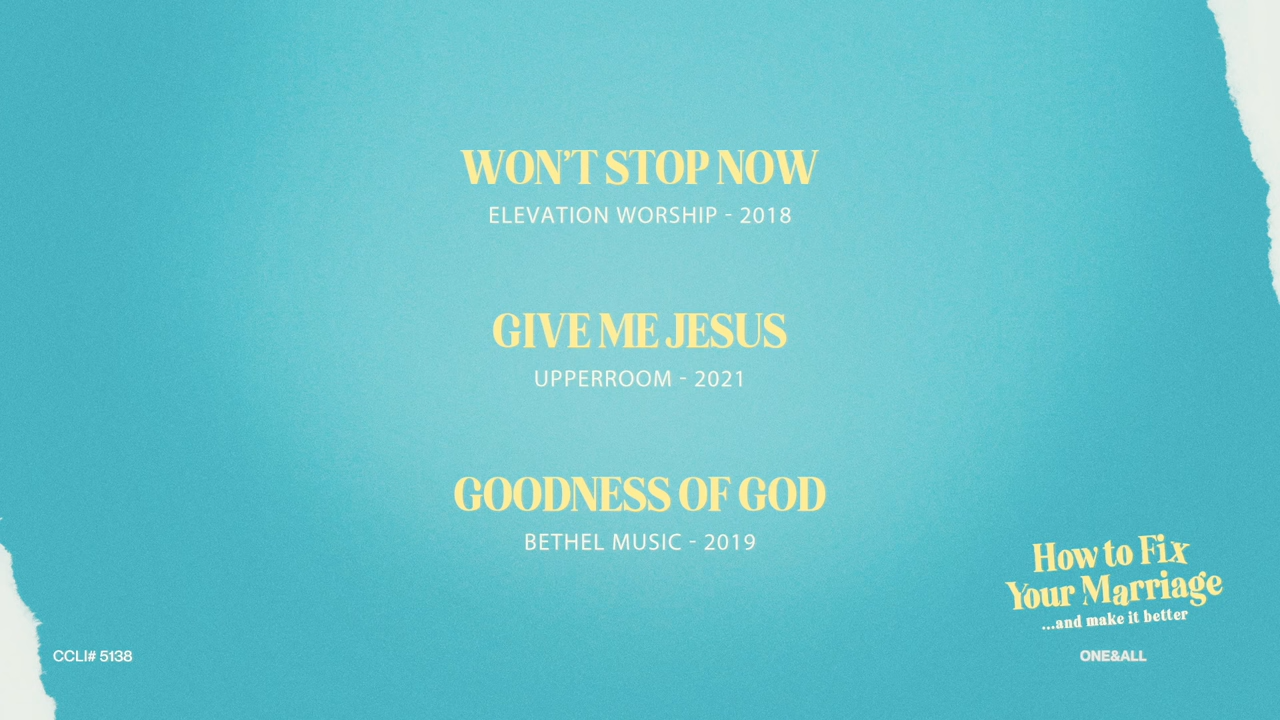 WON'T STOP NOW
ELEVATION WORSHIP - 2018
GIVE ME JESUS
UPPERROOM - 2021
GOODNESS OF GOD
BETHEL MUSIC - 2019
How to Fix
Your Marriage
...and make it better
CCLI# 5138
ONE&ALL